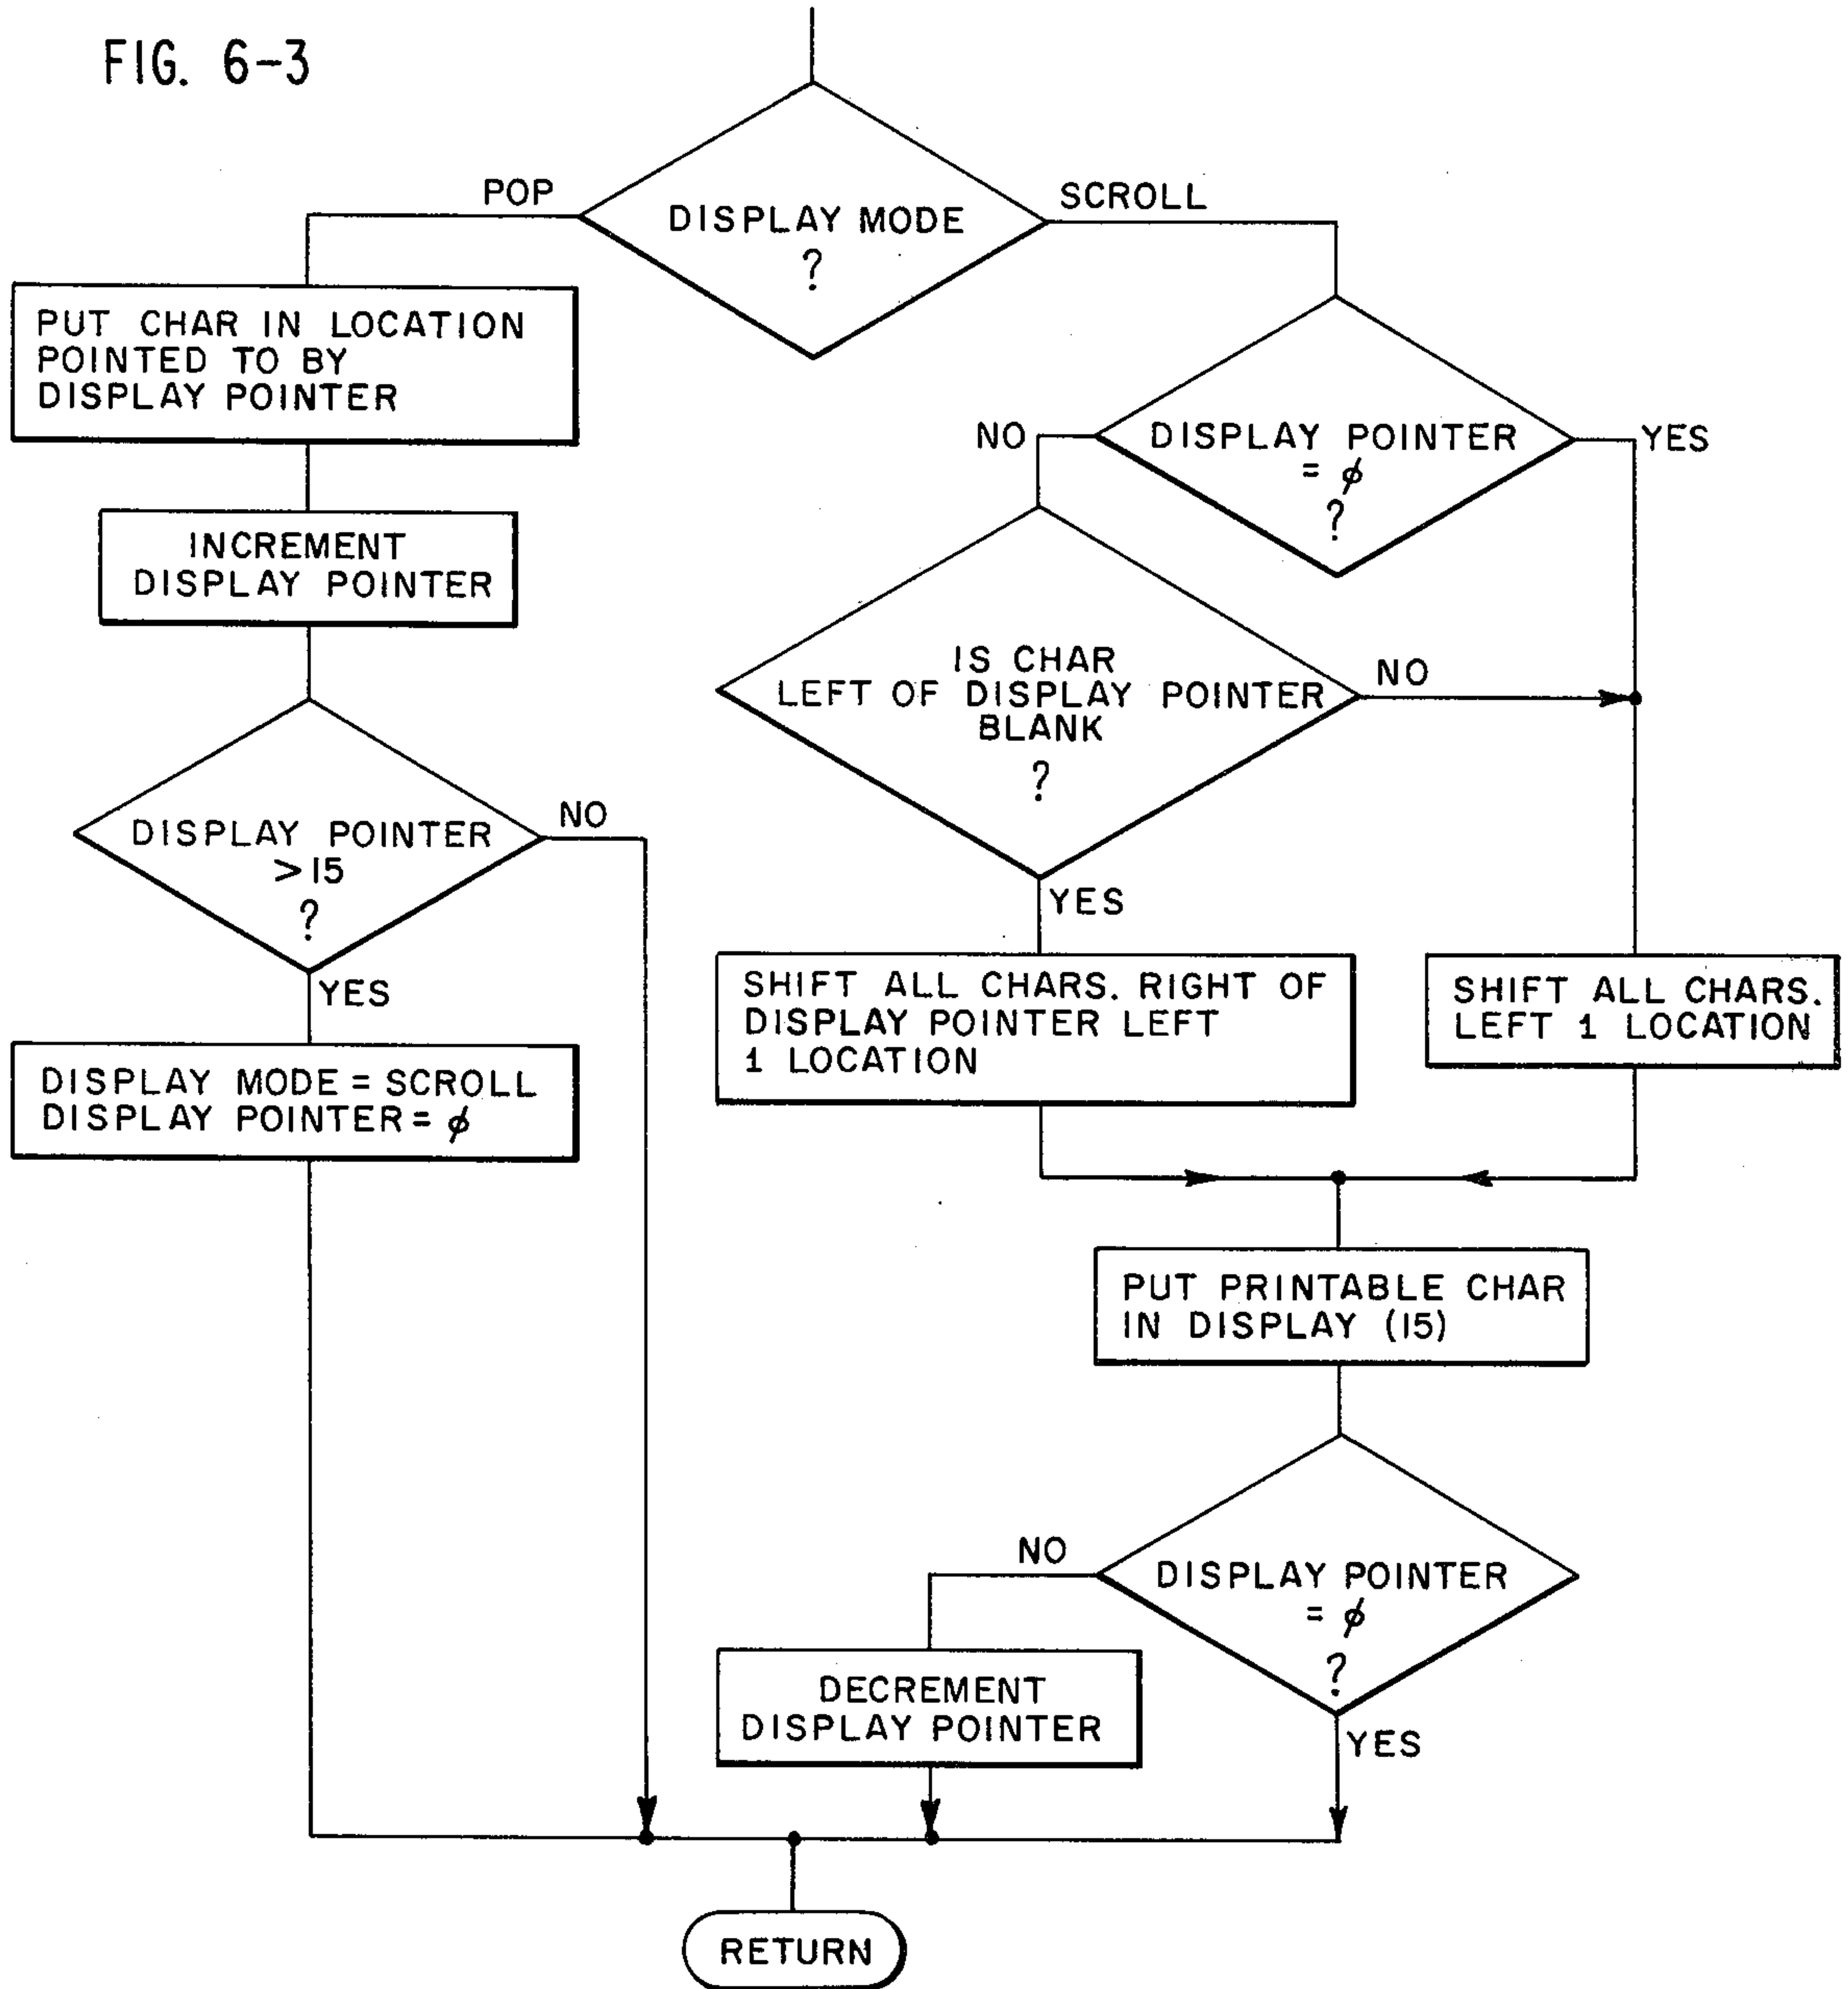 FIG. 6-3
DISPLAY MODE
?
POP
SCROLL
PUT CHAR IN LOCATION
POINTED TO BY
DISPLAY POINTER
INCREMENT
DISPLAY POINTER
DISPLAY POINTER
>15
?
NO
YES
DISPLAY MODE = SCROLL
DISPLAY POINTER = ϕ
DISPLAY POINTER
= ϕ
?
NO
YES
IS CHAR
LEFT OF DISPLAY POINTER
BLANK
?
NO
YES
SHIFT ALL CHARS. RIGHT OF
DISPLAY POINTER LEFT
1 LOCATION
SHIFT ALL CHARS.
LEFT 1 LOCATION
PUT PRINTABLE CHAR
IN DISPLAY (15)
DISPLAY POINTER
= ϕ
?
NO
YES
DECREMENT
DISPLAY POINTER
RETURN